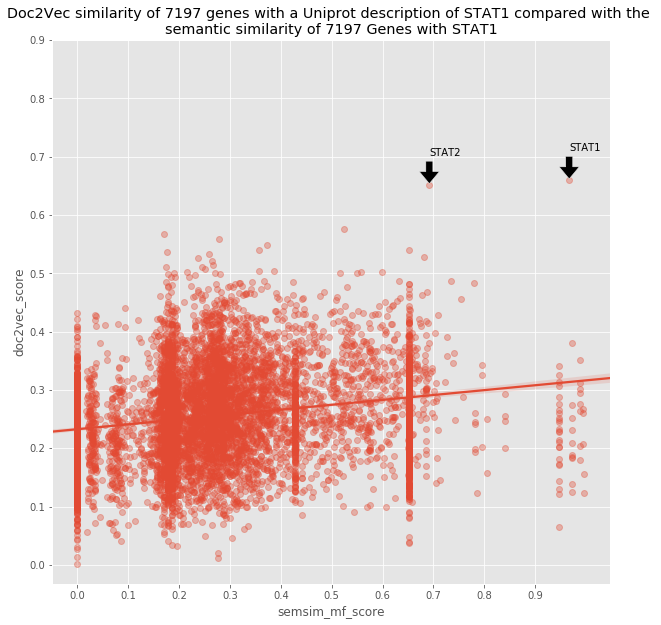 Doc2Vec similarity of 7197 genes with a Uniprot description of STAT1 compared with the
semantic similarity of 7197 Genes with STAT1
0.9
0.8
0.7
0.6
0.5
0.4
0.3
0.2
0.1
0.0
doc2vec_score
STAT2
STAT1
0.0 0.1 0.2 0.3 0.4 0.5 0.6 0.7 0.8 0.9
semsim_mf_score